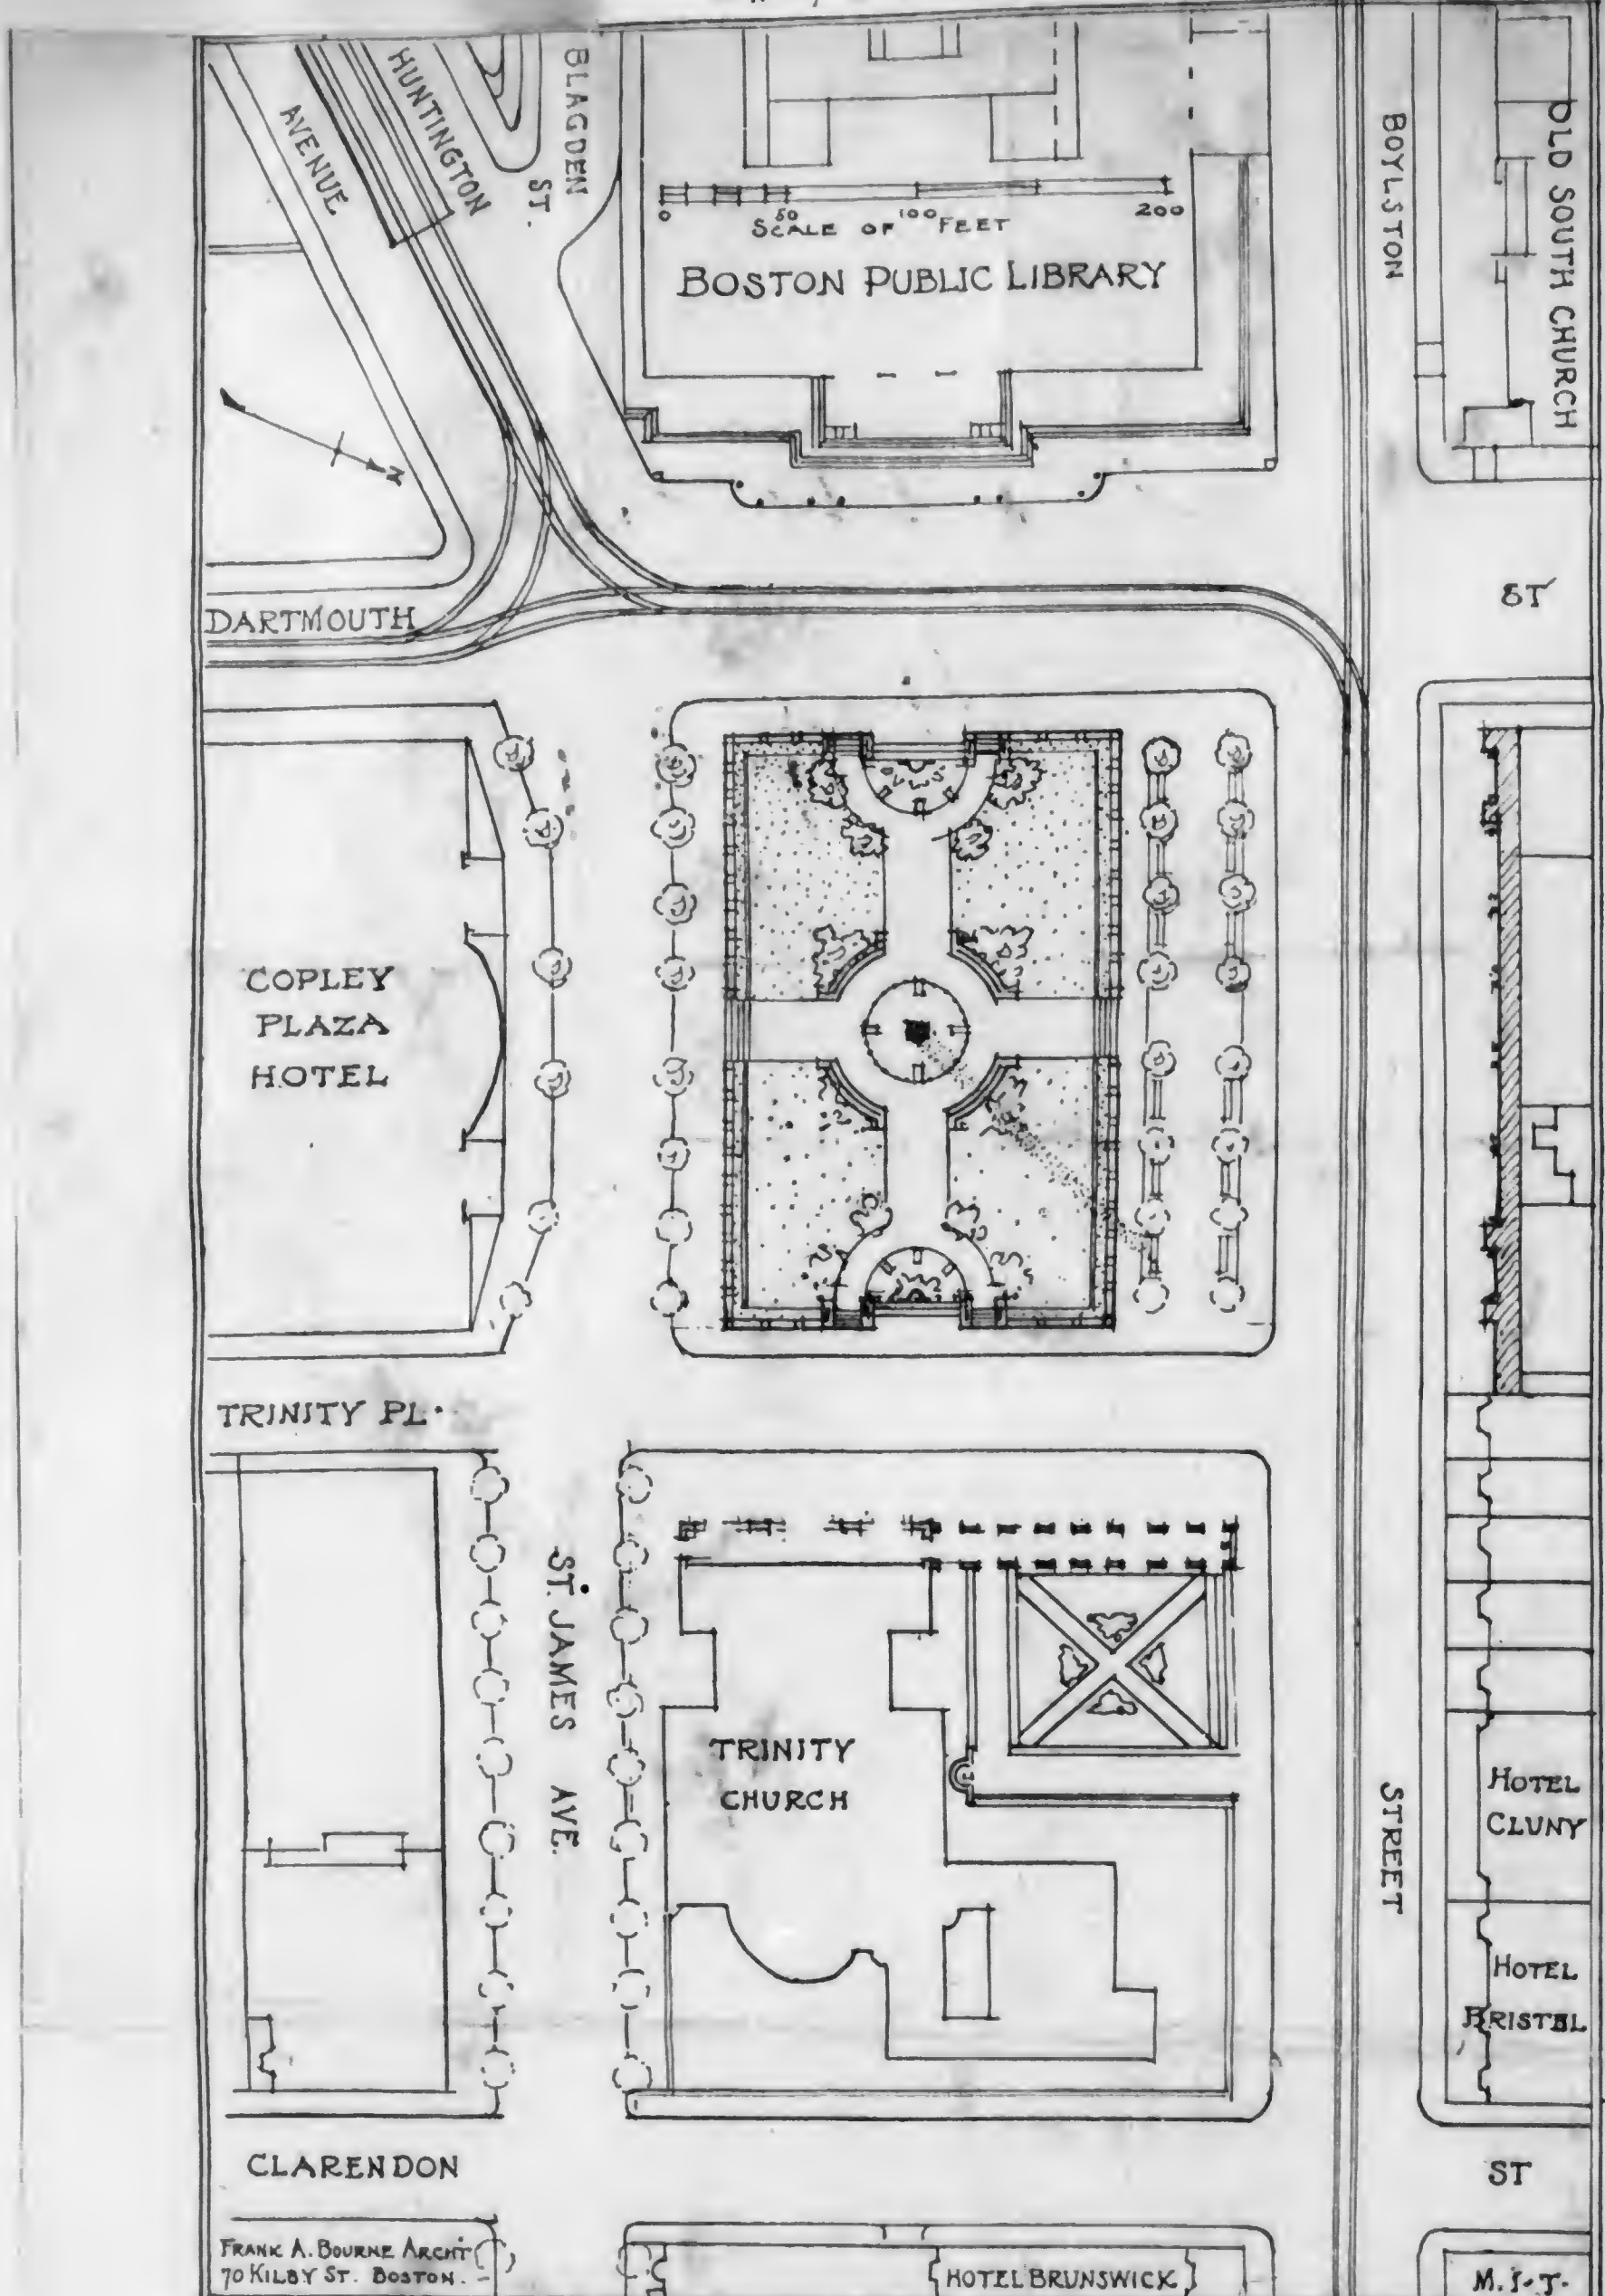 HUNTINGTON
AVENUE
BLAGDEN
ST.
BOYLSTON
OLD SOUTH CHURCH
0 50 100 200
SCALE OF FEET
BOSTON PUBLIC LIBRARY
N
DARTMOUTH
ST
COPLEY
PLAZA
HOTEL
TRINITY PL.
ST. JAMES AVE.
TRINITY
CHURCH
STREET
HOTEL
CLUNY
HOTEL
BRISTOL
CLARENDON
ST
FRANK A. BOURNE ARCHT
70 KILBY ST. BOSTON.
HOTEL BRUNSWICK
M.I.T.